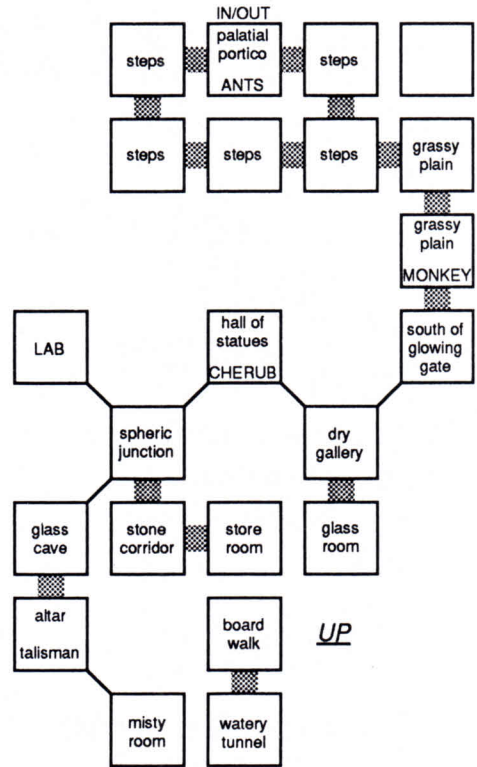 IN/OUT
palatial
portico
ANTS
steps
steps
steps
steps
steps
grassy
plain
grassy
plain
MONKEY
LAB
hall of
statues
CHERUB
south of
glowing
gate
spheric
junction
dry
gallery
glass
cave
stone
corridor
store
room
glass
room
altar
talisman
board
walk
UP
misty
room
watery
tunnel